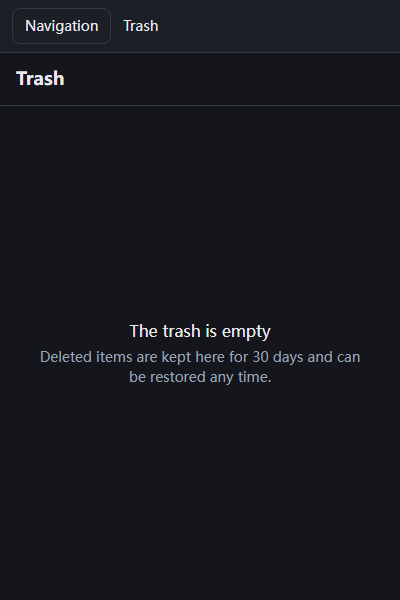 Navigation Trash
Trash
The trash is empty
Deleted items are kept here for 30 days and can
be restored any time.